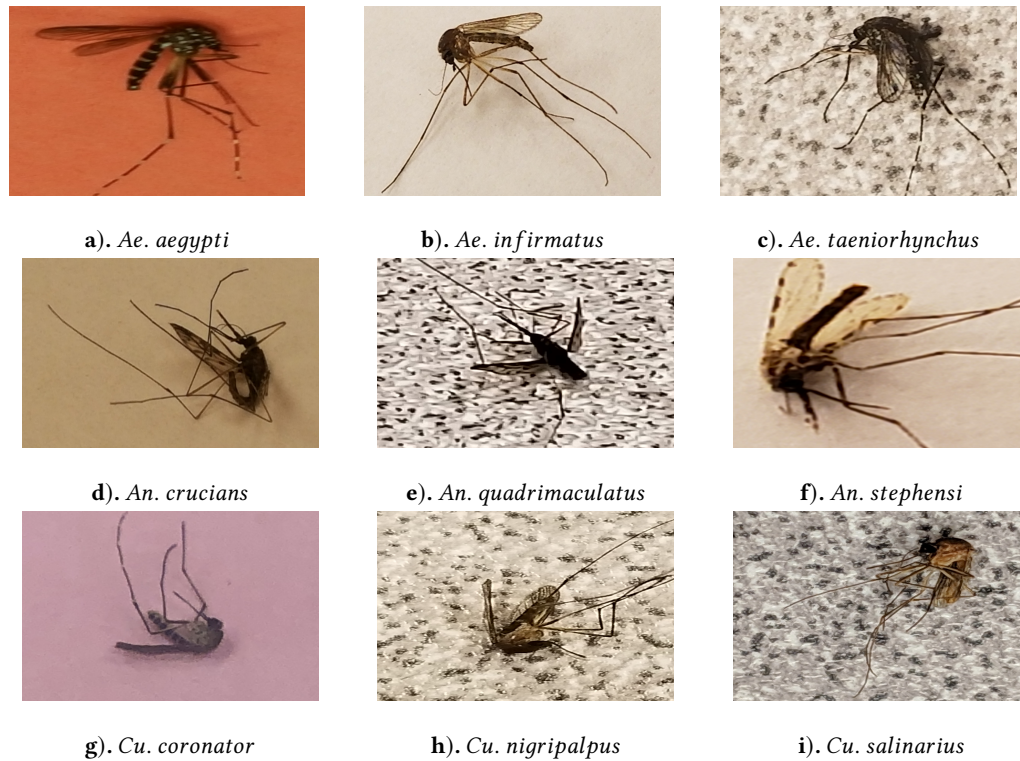 a). Ae. aegypti
b). Ae. infirmatus
c). Ae. taeniorhynchus
d). An. crucians
e). An. quadrimaculatus
f). An. stephensi
g). Cu. coronator
h). Cu. nigripalpus
i). Cu. salinarius